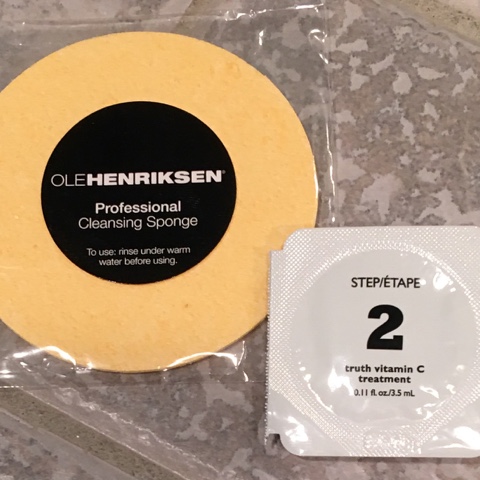 OLEHENRIKSEN®
Professional
Cleansing Sponge
To use: rinse under warm
water before using.
STEP/ÉTAPE
2
truth vitamin C
treatment
0.11 fl. oz./3.5 mL